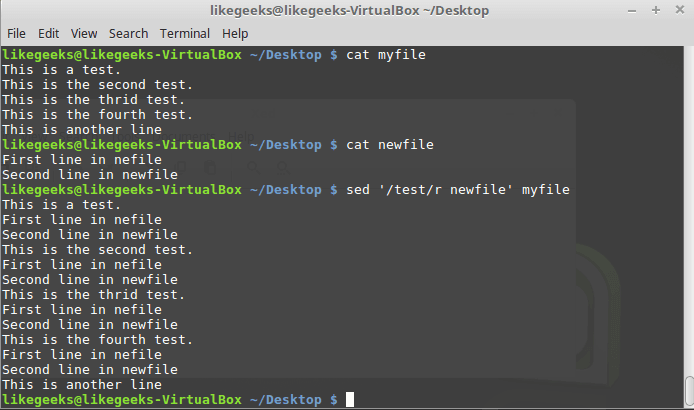 likegeeks@likegeeks-VirtualBox ~/Desktop
File Edit View Search Terminal Help
likegeeks@likegeeks-VirtualBox ~/Desktop $ cat myfile
This is a test.
This is the second test.
This is the thrid test.
This is the fourth test.
This is another line
likegeeks@likegeeks-VirtualBox ~/Desktop $ cat newfile
First line in nefile
Second line in newfile
likegeeks@likegeeks-VirtualBox ~/Desktop $ sed '/test/r newfile' myfile
This is a test.
First line in nefile
Second line in newfile
This is the second test.
First line in nefile
Second line in newfile
This is the thrid test.
First line in nefile
Second line in newfile
This is the fourth test.
First line in nefile
Second line in newfile
This is another line
likegeeks@likegeeks-VirtualBox ~/Desktop $